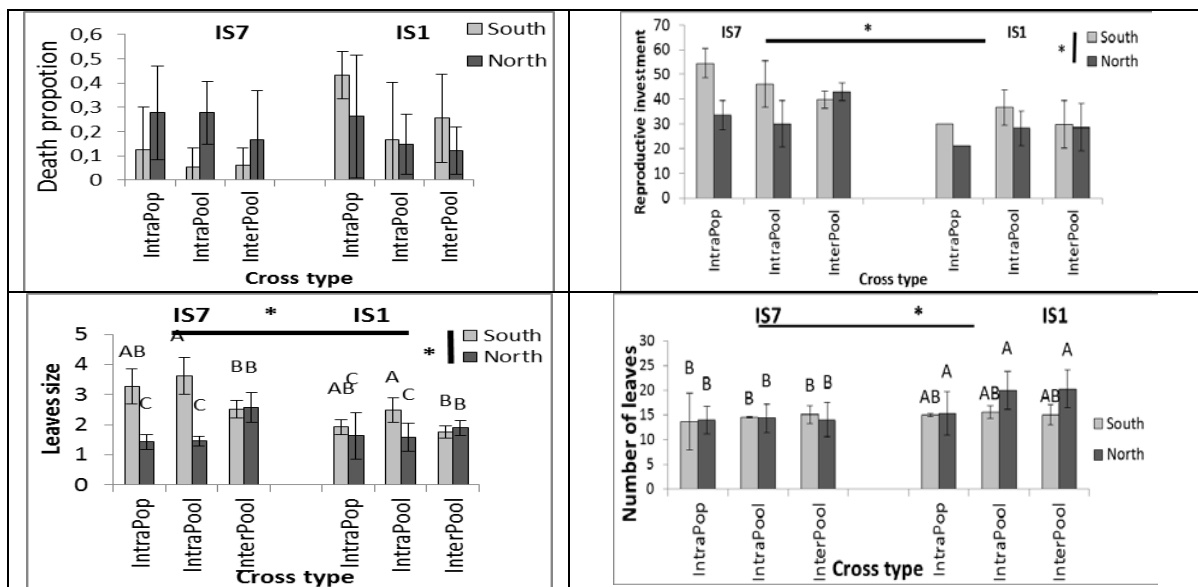 IS7 IS1
South
North
Death propotion
0,6
0,5
0,4
0,3
0,2
0,1
0
IntraPop IntraPool InterPool IntraPop IntraPool InterPool
Cross type
IS7 * IS1
South
* North
Reproductive investment
70
60
50
40
30
20
10
0
IntraPop IntraPool InterPool IntraPop IntraPool InterPool
Cross type
IS7 * IS1
South
* North
Leaves size
5
4
3
2
1
0
AB C A C B B AB C A C B B
IntraPop IntraPool InterPool IntraPop IntraPool InterPool
Cross type
IS7 * IS1
South
North
Number of leaves
30
25
20
15
10
5
0
B B B B B B AB A AB A AB A
IntraPop IntraPool InterPool IntraPop IntraPool InterPool
Cross type